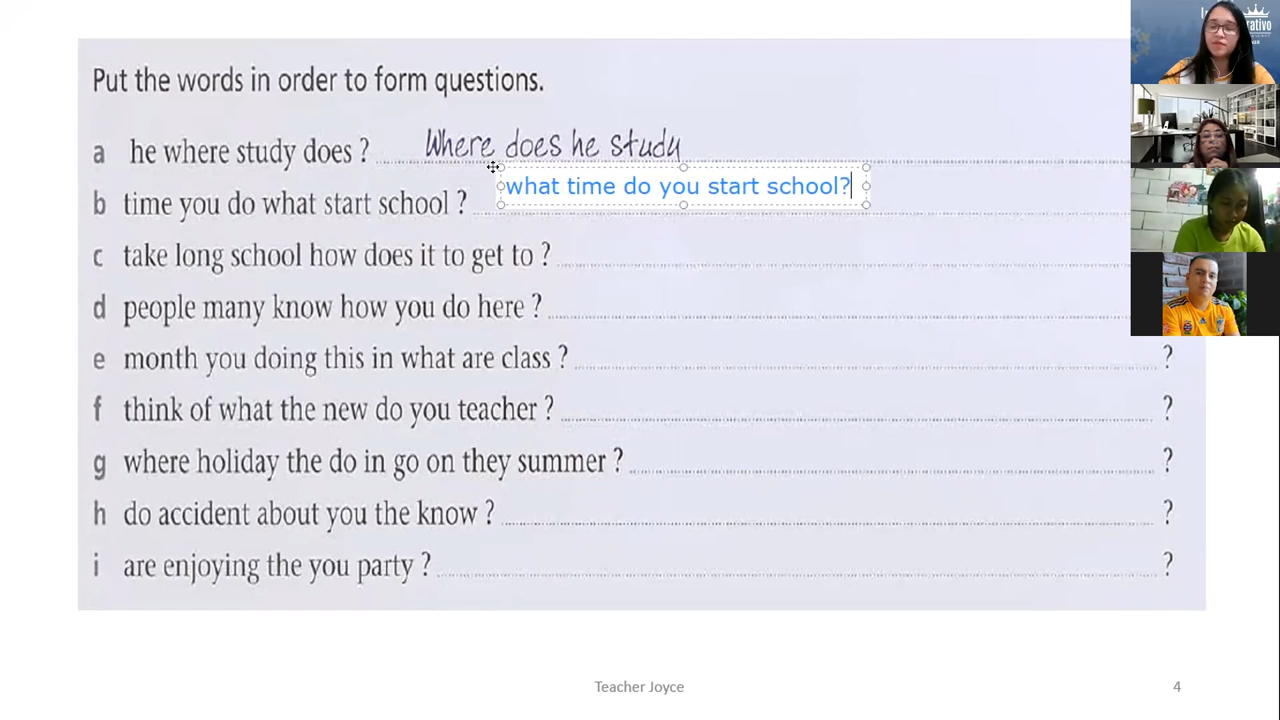 Put the words in order to form questions.
a he where study does ? Where does he study
what time do you start school?
b time you do what start school ?
c take long school how does it to get to ?
d people many know how you do here ?
e month you doing this in what are class ? ?
f think of what the new do you teacher ? ?
g where holiday the do in go on they summer ? ?
h do accident about you the know ? ?
i are enjoying the you party ? ?
Teacher Joyce 4